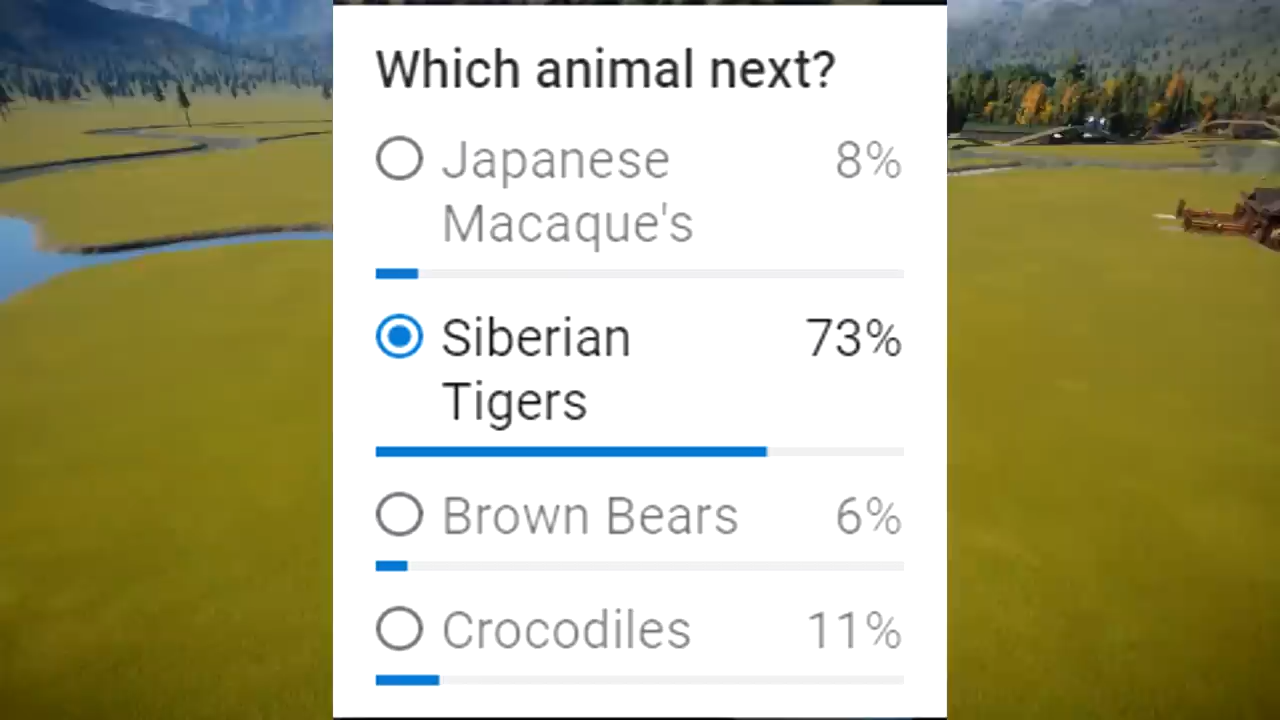 Which animal next?
Japanese 8%
Macaque's
Siberian 73%
Tigers
Brown Bears 6%
Crocodiles 11%